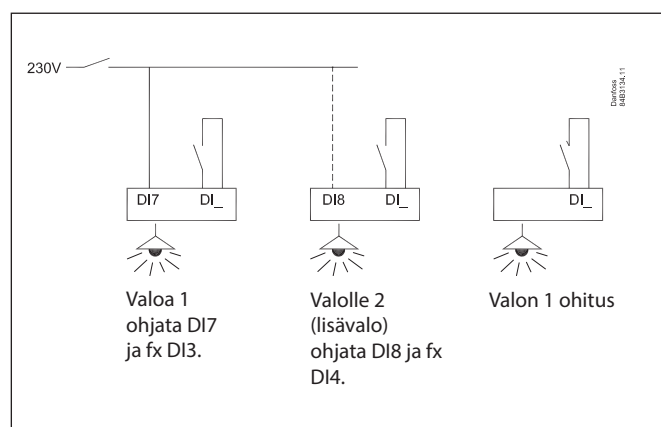 230V
Danfoss
84B3134.11
DI7 DI_
DI8 DI_
DI_
Valoa 1
ohjata DI7
ja fx DI3.
Valolle 2
(lisävalo)
ohjata DI8 ja fx
DI4.
Valon 1 ohitus